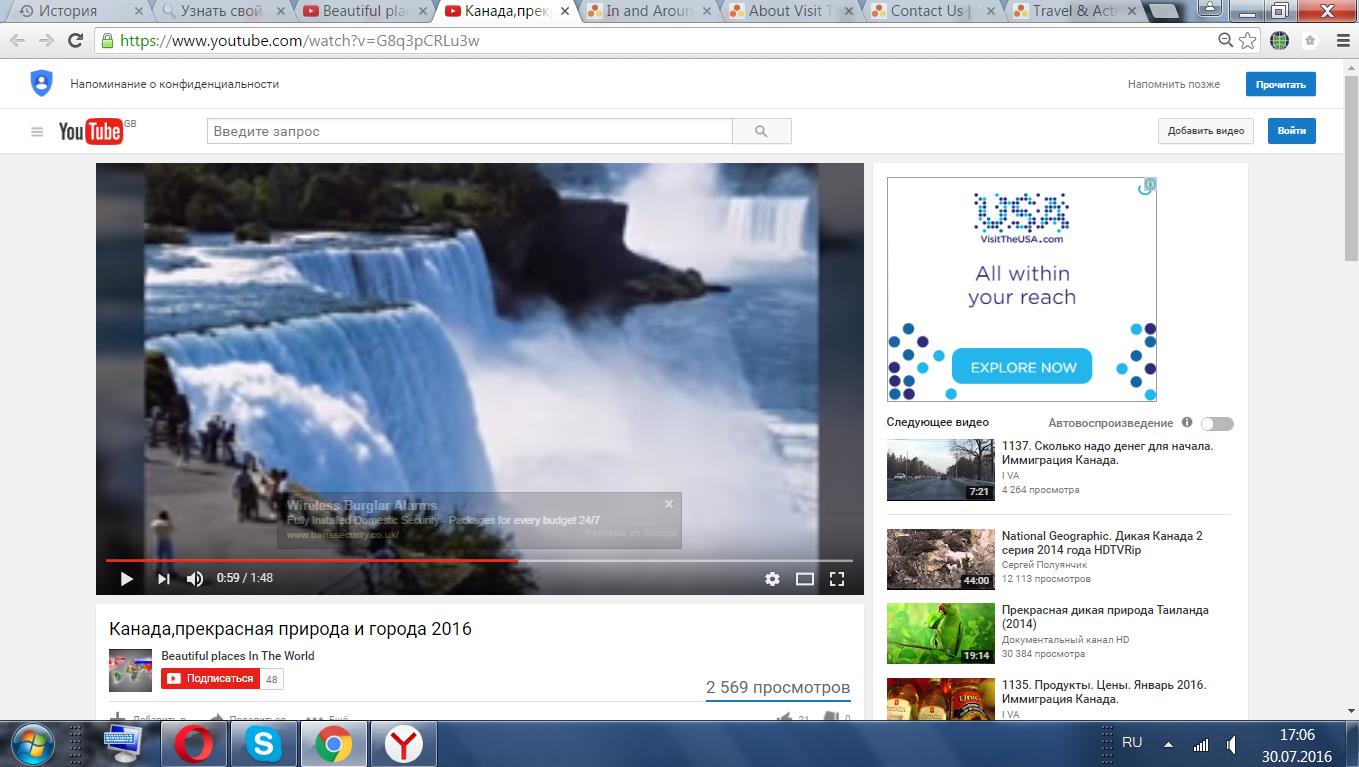 История
Узнать свой
Beautiful plac
Канада,прек
In and Aroun
About Visit T
Contact Us |
Travel & Acti
https://www.youtube.com/watch?v=G8q3pCRLu3w
Напоминание о конфиденциальности
Напомнить позже
Прочитать
YouTube GB
Введите запрос
Добавить видео
Войти
Wireless Burglar Alarms
Fully Installed Domestic Security - Packages for every budget 24/7
www.banssecurity.co.uk/
Реклама от Google
0:59 / 1:48
USA
VisitTheUSA.com
All within
your reach
EXPLORE NOW
Следующее видео
Автовоспроизведение
7:21
1137. Сколько надо денег для начала.
Иммиграция Канада.
I VA
4 264 просмотра
44:00
National Geographic. Дикая Канада 2
серия 2014 года HDTVRip
Сергей Полуянчик
12 113 просмотров
19:14
Прекрасная дикая природа Таиланда
(2014)
Документальный канал HD
30 384 просмотра
1135. Продукты. Цены. Январь 2016.
Иммиграция Канада.
I VA
Канада,прекрасная природа и города 2016
Beautiful places In The World
Подписаться
48
2 569 просмотров
Добавить в
Поделиться
Ещё
21
0
RU
17:06
30.07.2016